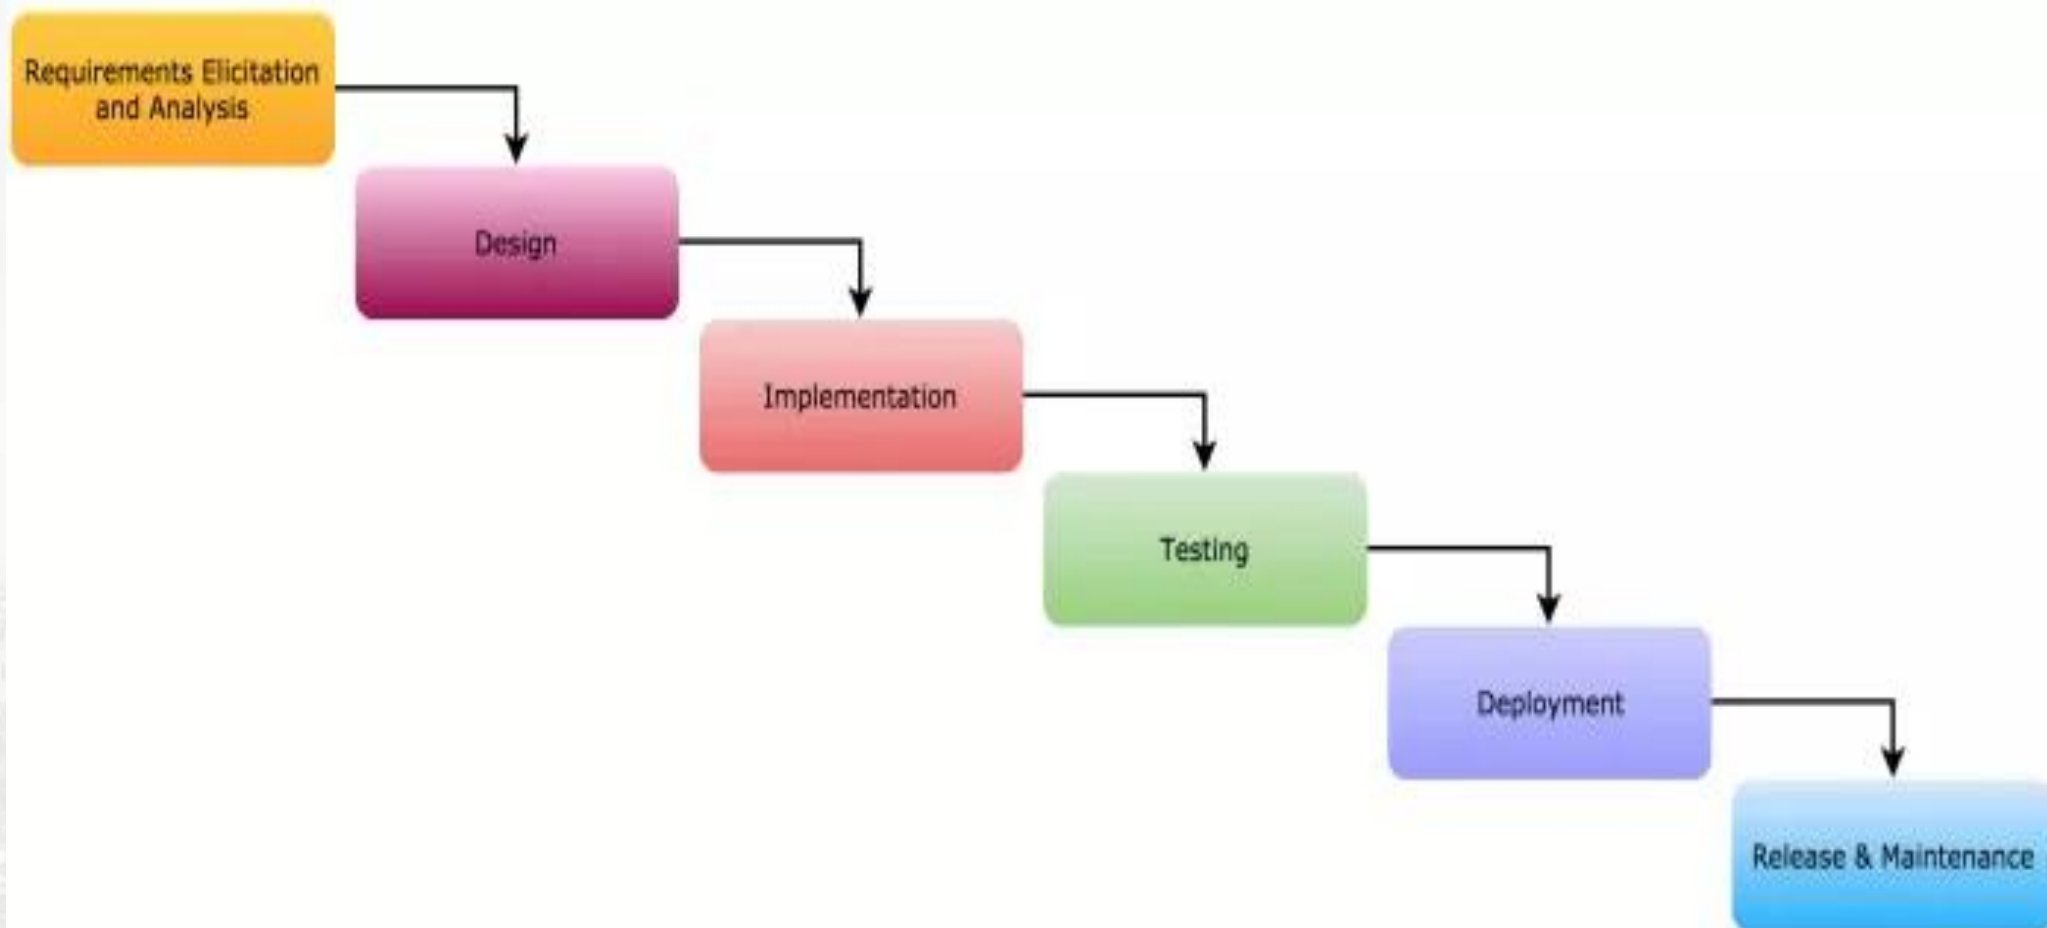 Requirements Elicitation
and Analysis
Design
Implementation
Testing
Deployment
Release & Maintenance